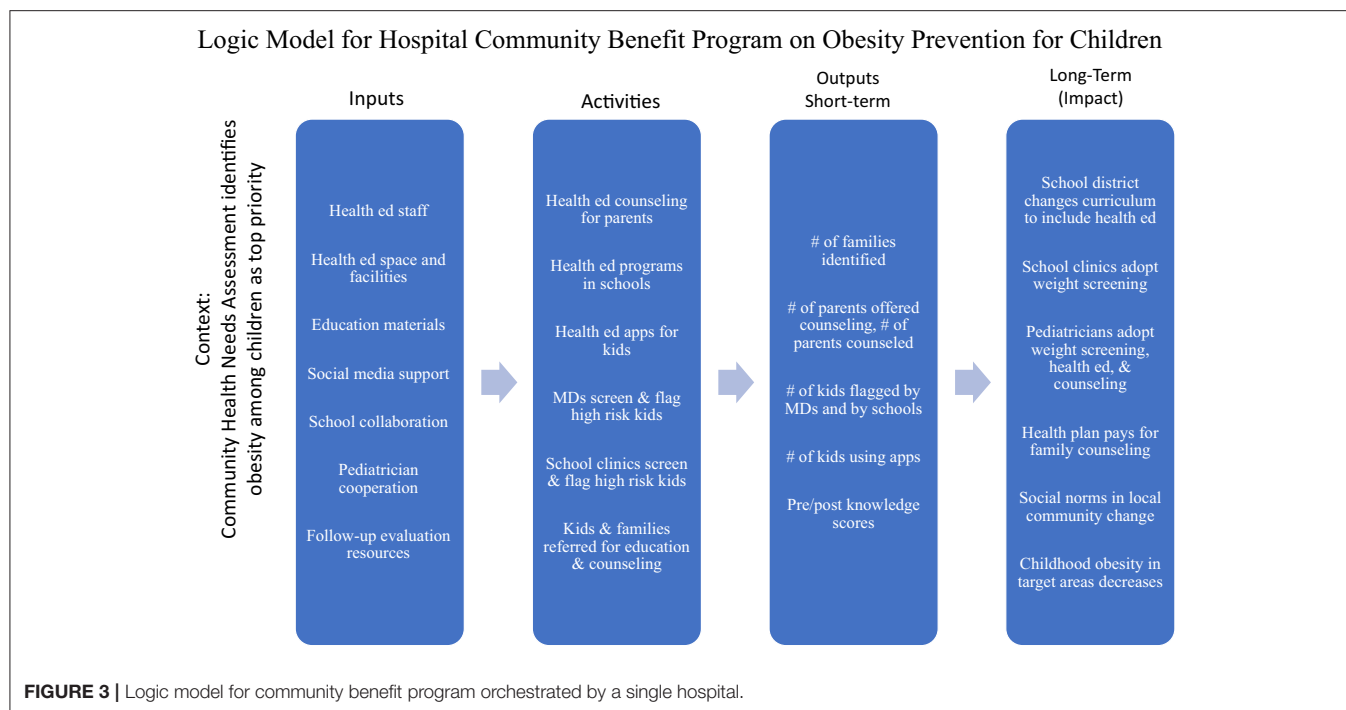 Logic Model for Hospital Community Benefit Program on Obesity Prevention for Children
Context:
Community Health Needs Assessment identifies
obesity among children as top priority
Inputs
Health ed staff
Health ed space and
facilities
Education materials
Social media support
School collaboration
Pediatrician
cooperation
Follow-up evaluation
resources
Activities
Health ed counseling
for parents
Health ed programs
in schools
Health ed apps for
kids
MDs screen & flag
high risk kids
School clinics screen
& flag high risk kids
Kids & families
referred for education
& counseling
Outputs
Short-term
# of families
identified
# of parents offered
counseling, # of
parents counseled
# of kids flagged by
MDs and by schools
# of kids using apps
Pre/post knowledge
scores
Long-Term
(Impact)
School district
changes curriculum
to include health ed
School clinics adopt
weight screening
Pediatricians adopt
weight screening,
health ed, & counseling
Health plan pays for
family counseling
Social norms in local
community change
Childhood obesity in
target areas decreases
FIGURE 3 | Logic model for community benefit program orchestrated by a single hospital.